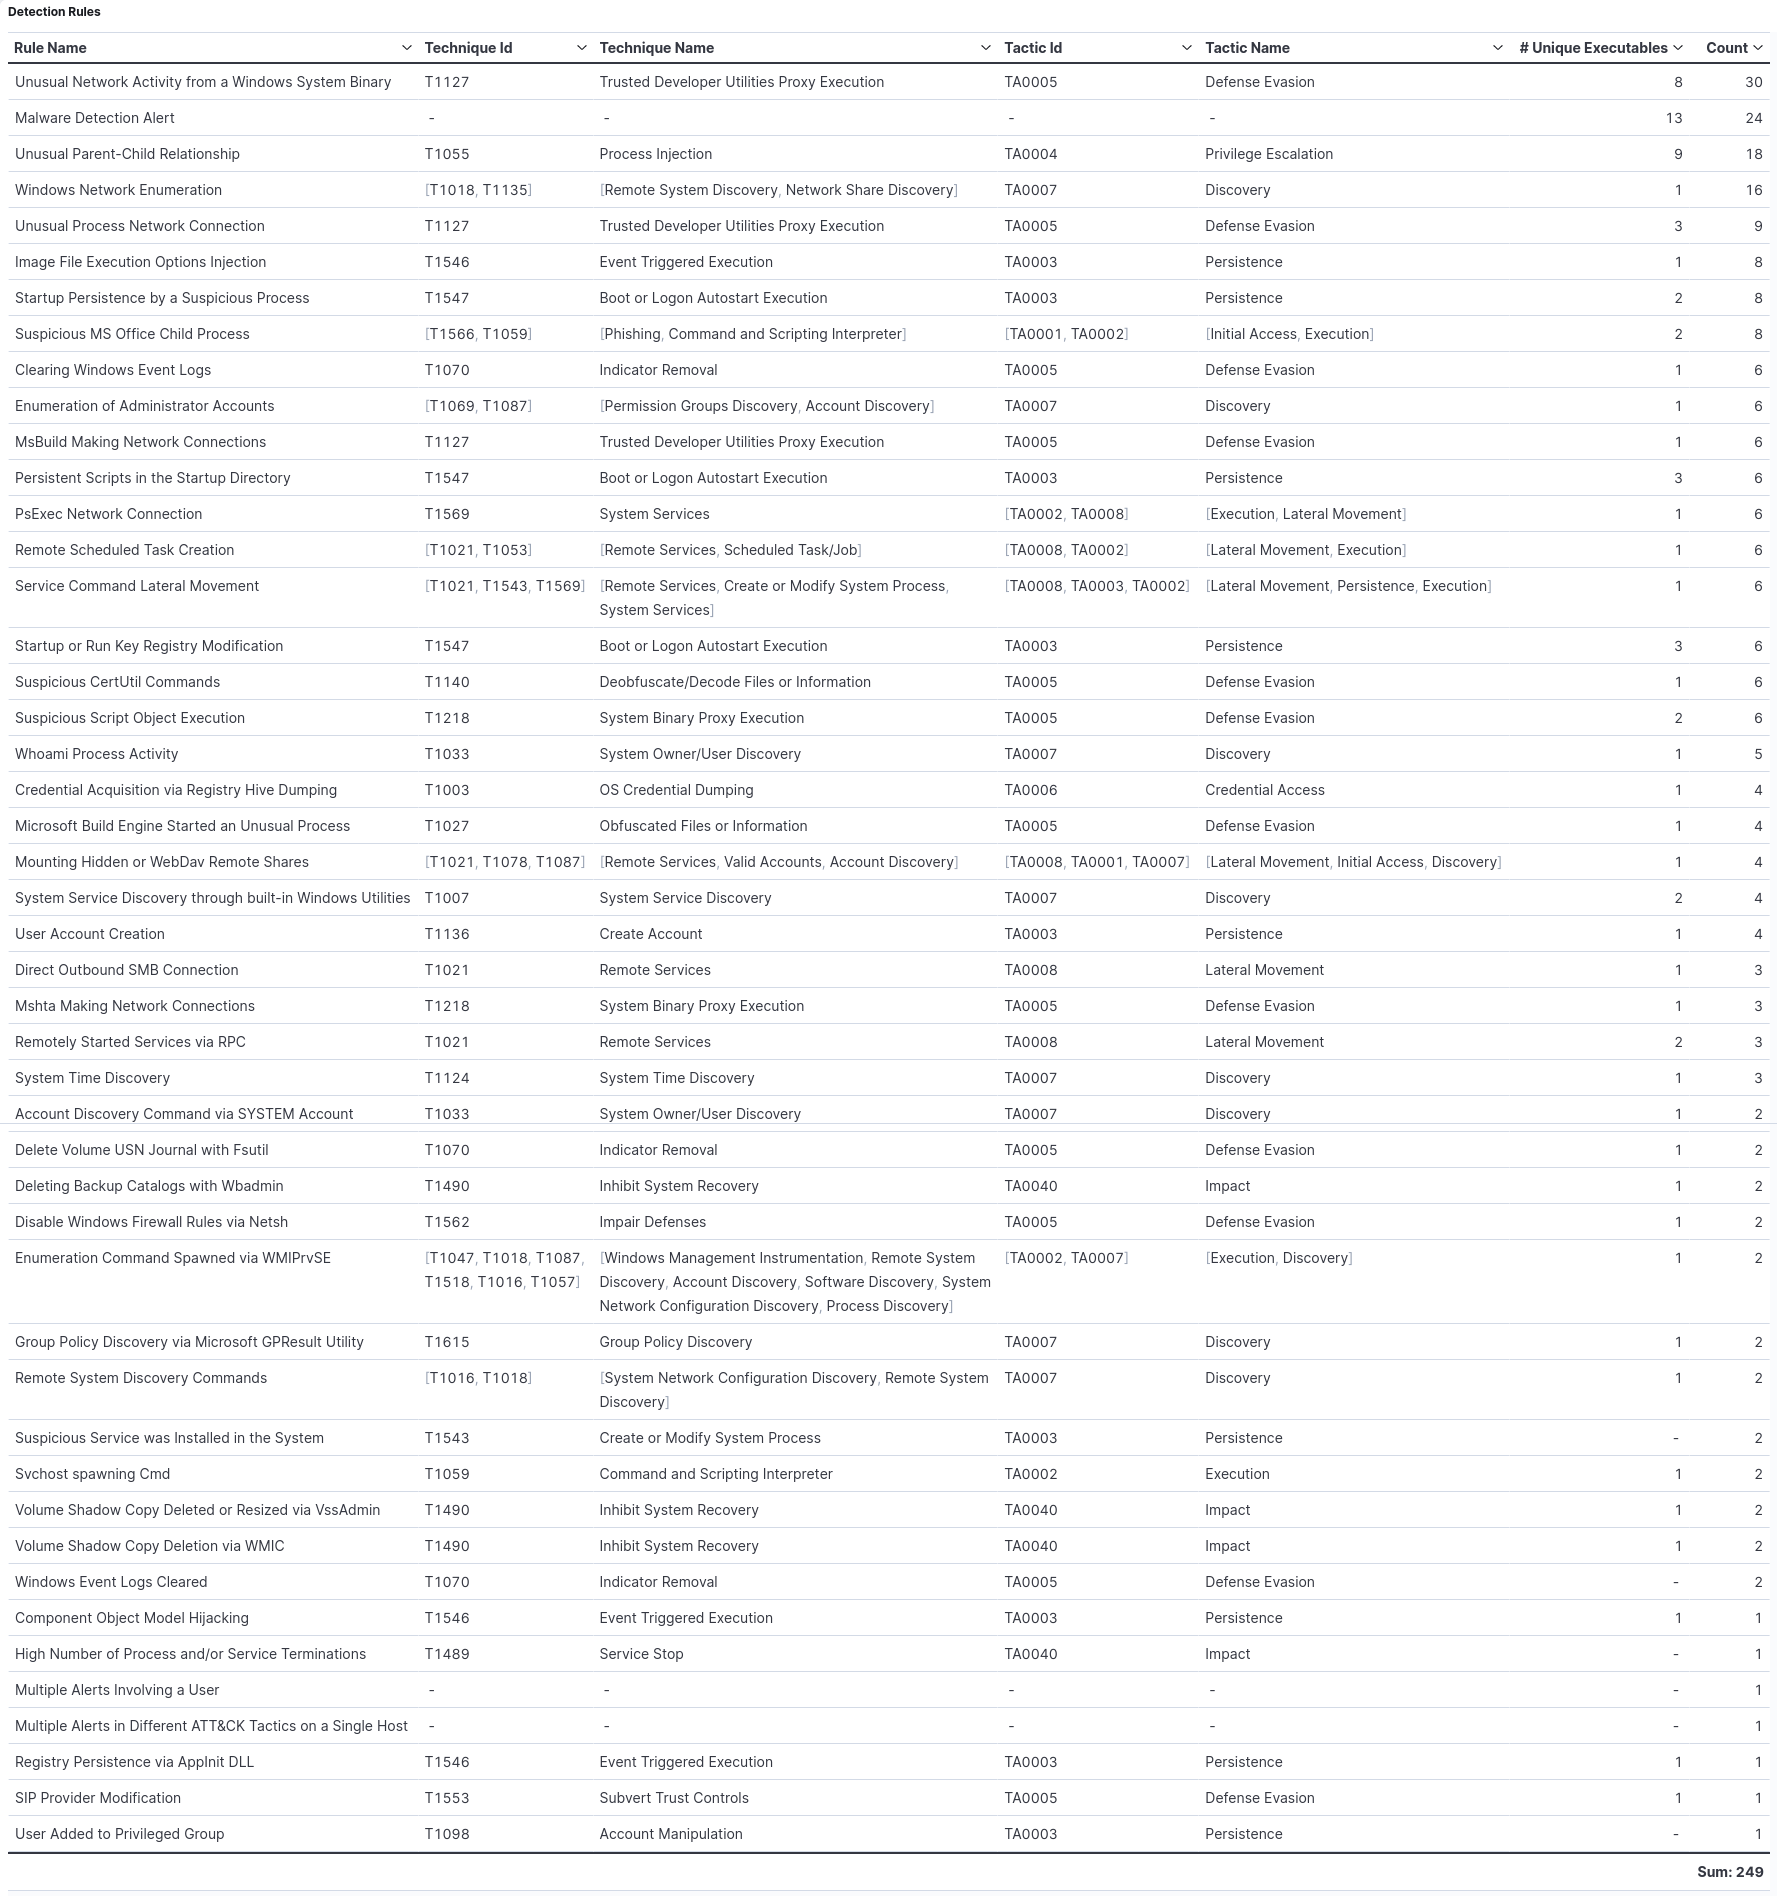 Detection Rules
Rule Name Technique Id Technique Name Tactic Id Tactic Name # Unique Executables Count
Unusual Network Activity from a Windows System Binary T1127 Trusted Developer Utilities Proxy Execution TA0005 Defense Evasion 8 30
Malware Detection Alert - - - - 13 24
Unusual Parent-Child Relationship T1055 Process Injection TA0004 Privilege Escalation 9 18
Windows Network Enumeration [T1018, T1135] [Remote System Discovery, Network Share Discovery] TA0007 Discovery 1 16
Unusual Process Network Connection T1127 Trusted Developer Utilities Proxy Execution TA0005 Defense Evasion 3 9
Image File Execution Options Injection T1546 Event Triggered Execution TA0003 Persistence 1 8
Startup Persistence by a Suspicious Process T1547 Boot or Logon Autostart Execution TA0003 Persistence 2 8
Suspicious MS Office Child Process [T1566, T1059] [Phishing, Command and Scripting Interpreter] [TA0001, TA0002] [Initial Access, Execution] 2 8
Clearing Windows Event Logs T1070 Indicator Removal TA0005 Defense Evasion 1 6
Enumeration of Administrator Accounts [T1069, T1087] [Permission Groups Discovery, Account Discovery] TA0007 Discovery 1 6
MsBuild Making Network Connections T1127 Trusted Developer Utilities Proxy Execution TA0005 Defense Evasion 1 6
Persistent Scripts in the Startup Directory T1547 Boot or Logon Autostart Execution TA0003 Persistence 3 6
PsExec Network Connection T1569 System Services [TA0002, TA0008] [Execution, Lateral Movement] 1 6
Remote Scheduled Task Creation [T1021, T1053] [Remote Services, Scheduled Task/Job] [TA0008, TA0002] [Lateral Movement, Execution] 1 6
Service Command Lateral Movement [T1021, T1543, T1569] [Remote Services, Create or Modify System Process, [TA0008, TA0003, TA0002] [Lateral Movement, Persistence, Execution] 1 6
System Services]
Startup or Run Key Registry Modification T1547 Boot or Logon Autostart Execution TA0003 Persistence 3 6
Suspicious CertUtil Commands T1140 Deobfuscate/Decode Files or Information TA0005 Defense Evasion 1 6
Suspicious Script Object Execution T1218 System Binary Proxy Execution TA0005 Defense Evasion 2 6
Whoami Process Activity T1033 System Owner/User Discovery TA0007 Discovery 1 5
Credential Acquisition via Registry Hive Dumping T1003 OS Credential Dumping TA0006 Credential Access 1 4
Microsoft Build Engine Started an Unusual Process T1027 Obfuscated Files or Information TA0005 Defense Evasion 1 4
Mounting Hidden or WebDav Remote Shares [T1021, T1078, T1087] [Remote Services, Valid Accounts, Account Discovery] [TA0008, TA0001, TA0007] [Lateral Movement, Initial Access, Discovery] 1 4
System Service Discovery through built-in Windows Utilities T1007 System Service Discovery TA0007 Discovery 2 4
User Account Creation T1136 Create Account TA0003 Persistence 1 4
Direct Outbound SMB Connection T1021 Remote Services TA0008 Lateral Movement 1 3
Mshta Making Network Connections T1218 System Binary Proxy Execution TA0005 Defense Evasion 1 3
Remotely Started Services via RPC T1021 Remote Services TA0008 Lateral Movement 2 3
System Time Discovery T1124 System Time Discovery TA0007 Discovery 1 3
Account Discovery Command via SYSTEM Account T1033 System Owner/User Discovery TA0007 Discovery 1 2
Delete Volume USN Journal with Fsutil T1070 Indicator Removal TA0005 Defense Evasion 1 2
Deleting Backup Catalogs with Wbadmin T1490 Inhibit System Recovery TA0040 Impact 1 2
Disable Windows Firewall Rules via Netsh T1562 Impair Defenses TA0005 Defense Evasion 1 2
Enumeration Command Spawned via WMIPrvSE [T1047, T1018, T1087, [Windows Management Instrumentation, Remote System [TA0002, TA0007] [Execution, Discovery] 1 2
T1518, T1016, T1057] Discovery, Account Discovery, Software Discovery, System
Network Configuration Discovery, Process Discovery]
Group Policy Discovery via Microsoft GPResult Utility T1615 Group Policy Discovery TA0007 Discovery 1 2
Remote System Discovery Commands [T1016, T1018] [System Network Configuration Discovery, Remote System TA0007 Discovery 1 2
Discovery]
Suspicious Service was Installed in the System T1543 Create or Modify System Process TA0003 Persistence - 2
Svchost spawning Cmd T1059 Command and Scripting Interpreter TA0002 Execution 1 2
Volume Shadow Copy Deleted or Resized via VssAdmin T1490 Inhibit System Recovery TA0040 Impact 1 2
Volume Shadow Copy Deletion via WMIC T1490 Inhibit System Recovery TA0040 Impact 1 2
Windows Event Logs Cleared T1070 Indicator Removal TA0005 Defense Evasion - 2
Component Object Model Hijacking T1546 Event Triggered Execution TA0003 Persistence 1 1
High Number of Process and/or Service Terminations T1489 Service Stop TA0040 Impact - 1
Multiple Alerts Involving a User - - - - - 1
Multiple Alerts in Different ATT&CK Tactics on a Single Host - - - - - 1
Registry Persistence via AppInit DLL T1546 Event Triggered Execution TA0003 Persistence 1 1
SIP Provider Modification T1553 Subvert Trust Controls TA0005 Defense Evasion 1 1
User Added to Privileged Group T1098 Account Manipulation TA0003 Persistence - 1
Sum: 249